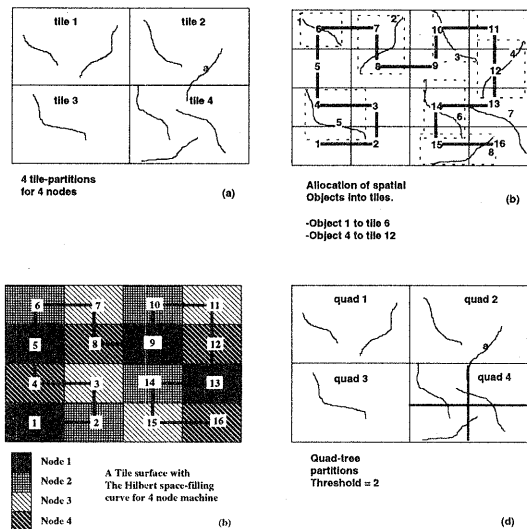 tile 1
tile 2
a
tile 3
tile 4
4 tile-partitions
for 4 nodes
(a)
1 6 7 2 10 11
3 4
5 8 9 12
4 3 14 13
5 6 7
1 2 15 16
8
Allocation of spatial
Objects into tiles.
(b)
-Object 1 to tile 6
-Object 4 to tile 12
6 7 10 11
5 8 9 12
4 3 14 13
1 2 15 16
Node 1
Node 2
Node 3
Node 4
A Tile surface with
The Hilbert space-filling
curve for 4 node machine
(b)
quad 1
quad 2
a
quad 3
quad 4
Quad-tree
partitions
Threshold = 2
(d)